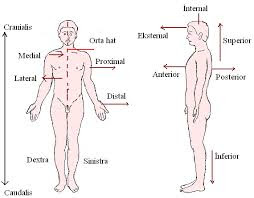 Cranialis
Orta hat
Medial
Proximal
Lateral
Distal
Dextra
Sinistra
Caudalis
Internal
Eksternal
Superior
Anterior
Posterior
Inferior